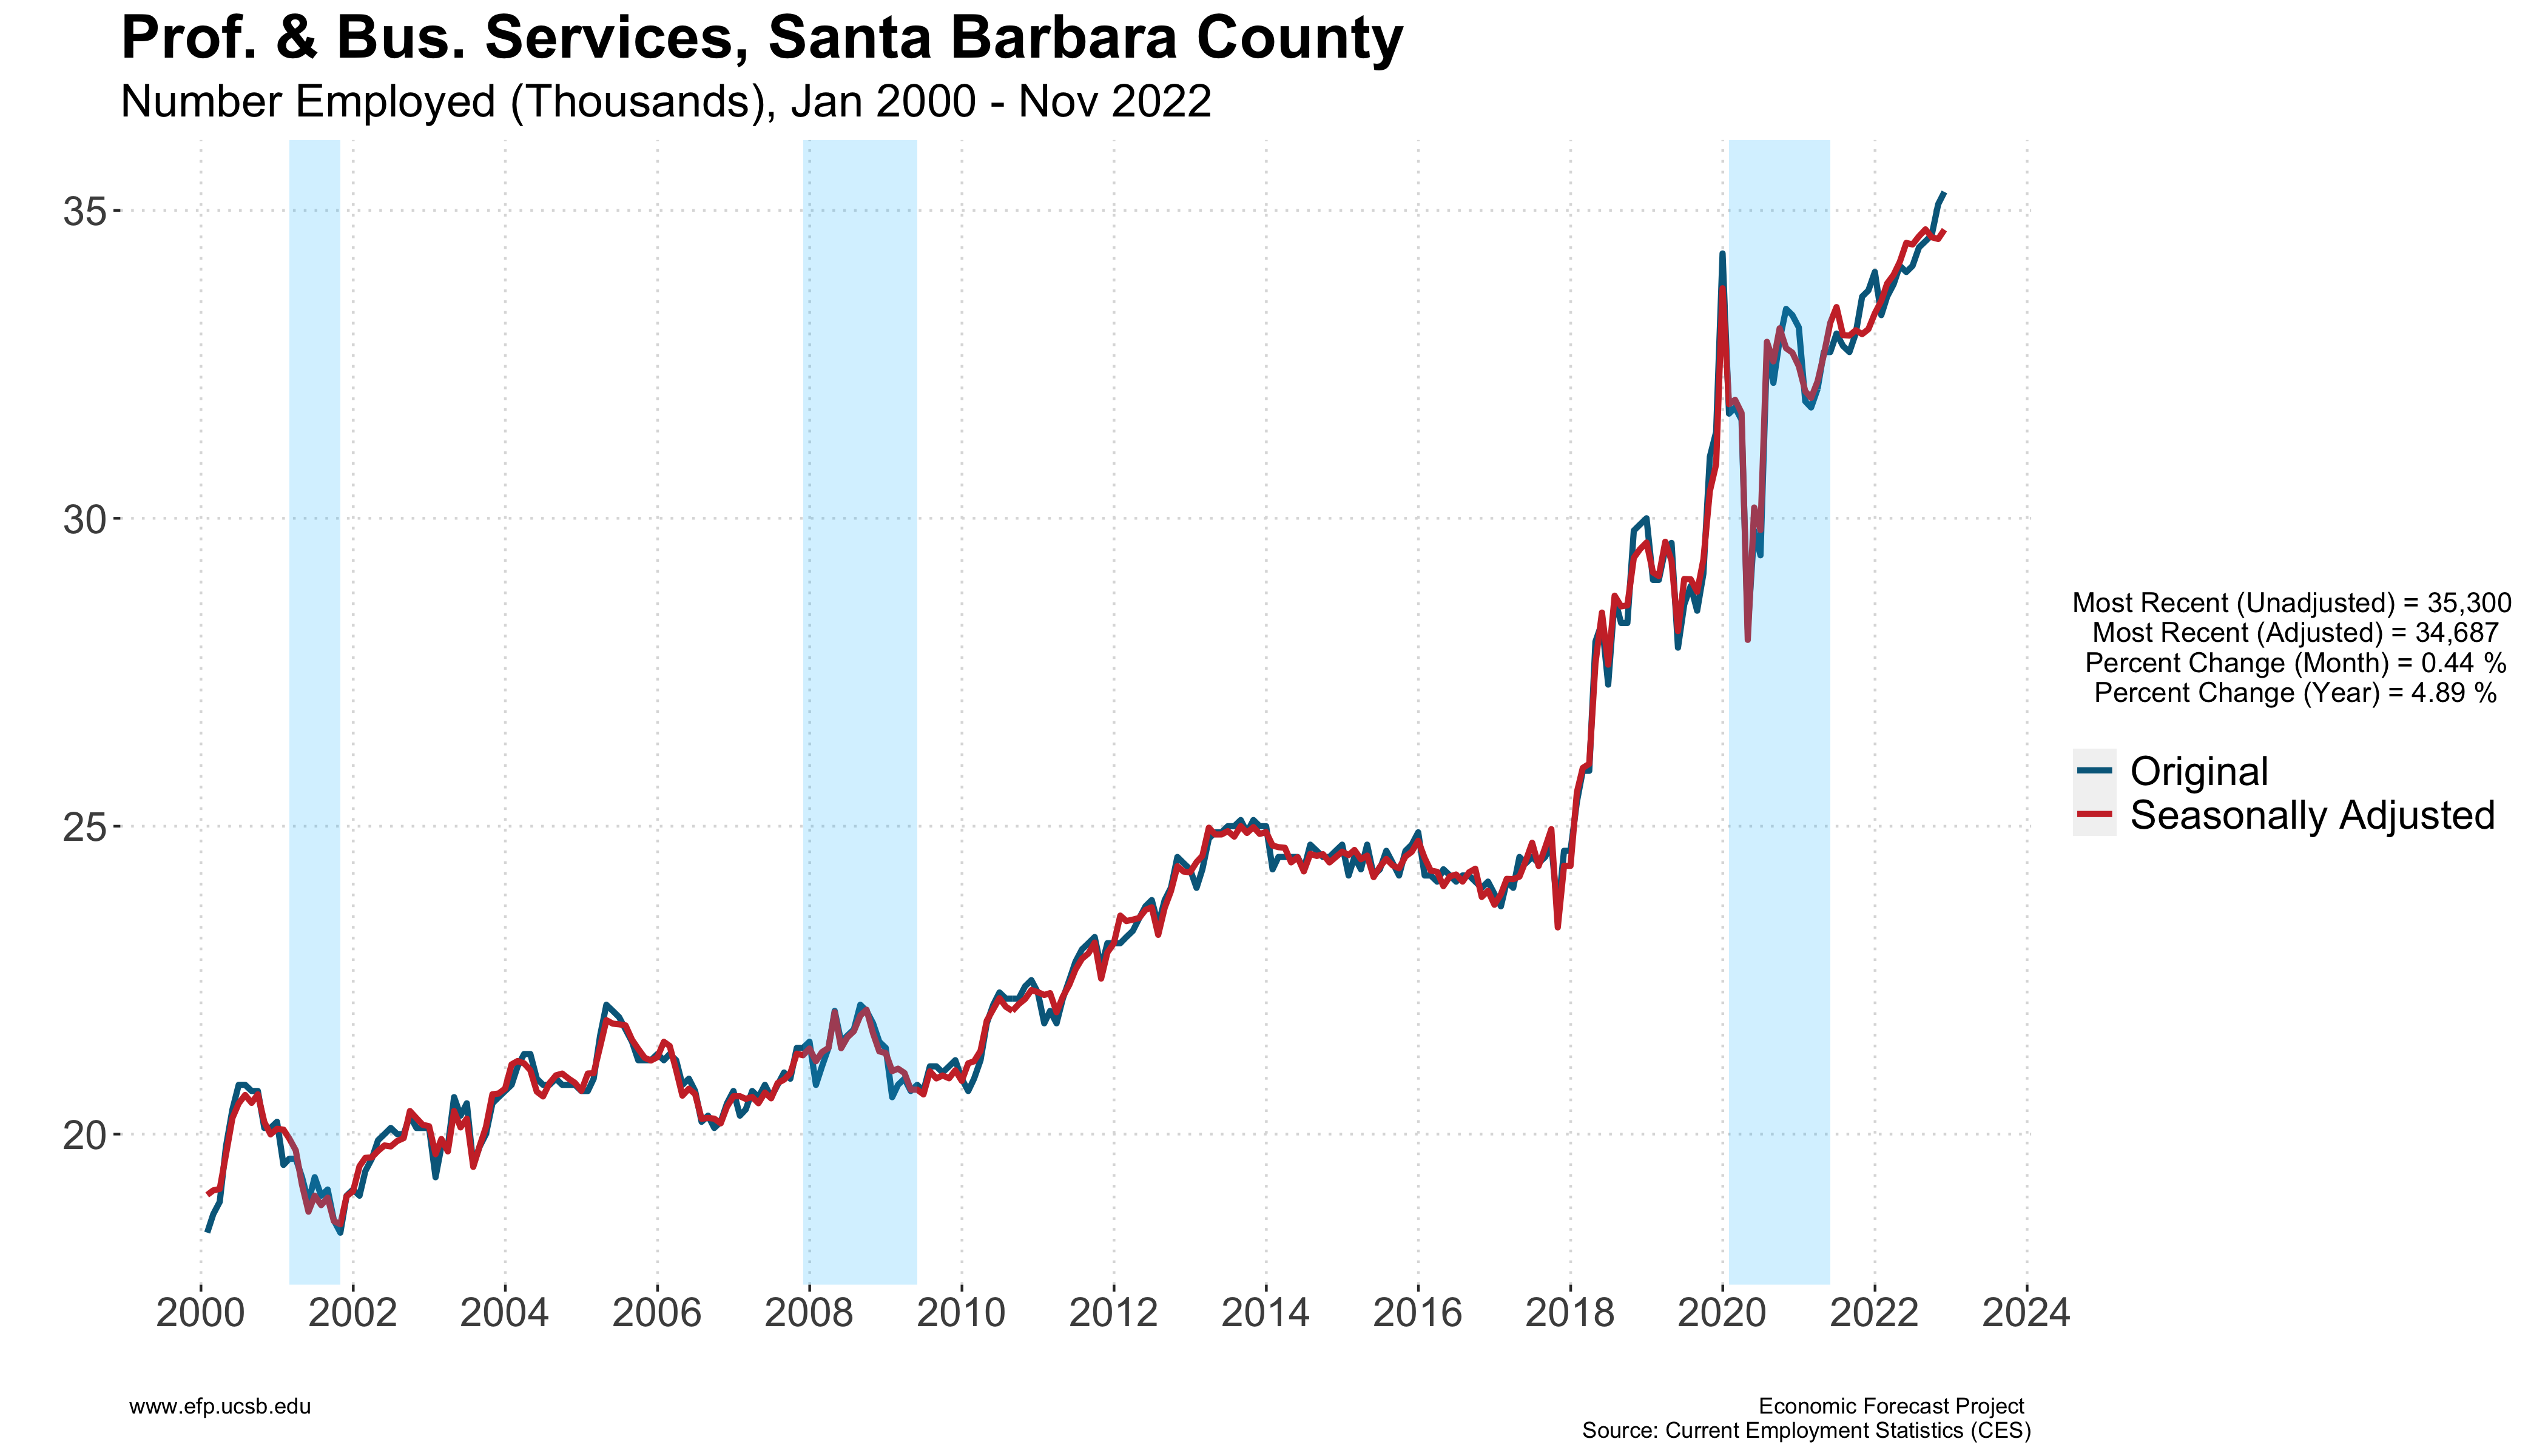 Prof. & Bus. Services, Santa Barbara County
Number Employed (Thousands), Jan 2000 - Nov 2022
35
30
25
20
2000
2002
2004
2006
2008
2010
2012
2014
2016
2018
2020
2022
2024
Most Recent (Unadjusted) = 35,300
Most Recent (Adjusted) = 34,687
Percent Change (Month) = 0.44 %
Percent Change (Year) = 4.89 %
Original
Seasonally Adjusted
www.efp.ucsb.edu
Economic Forecast Project
Source: Current Employment Statistics (CES)